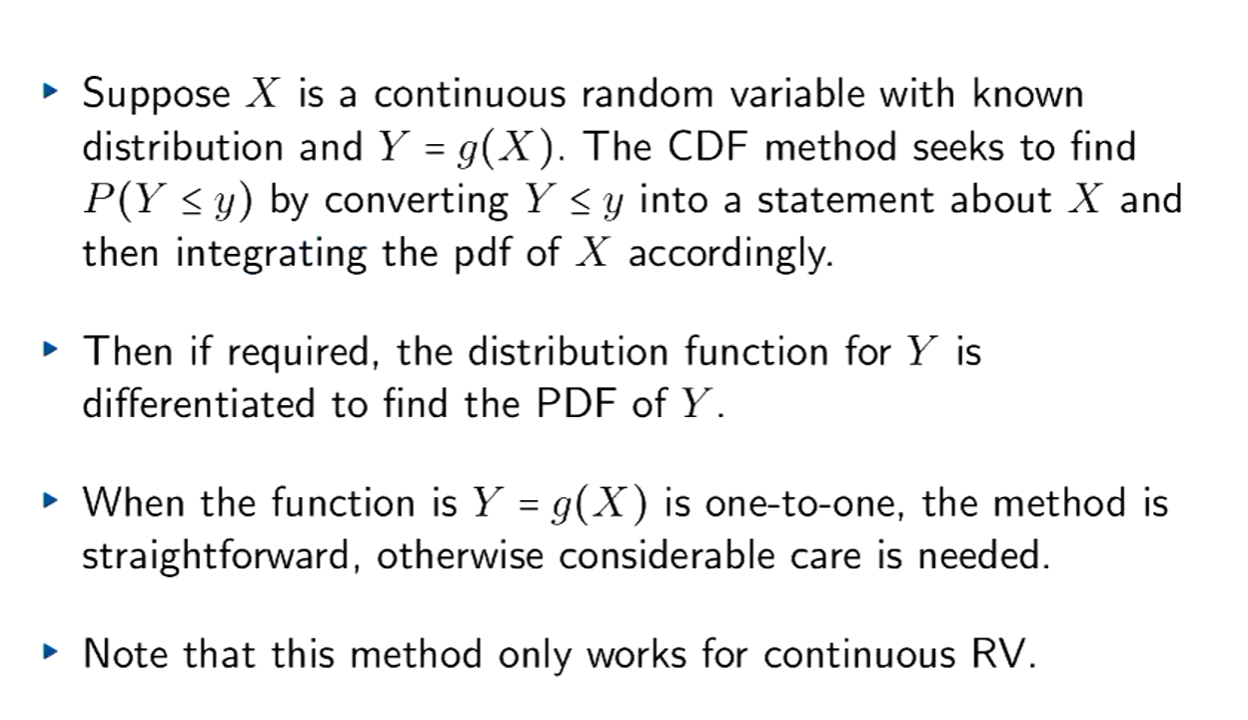 ▸ Suppose X is a continuous random variable with known
distribution and Y = g(X). The CDF method seeks to find
P(Y ≤ y) by converting Y ≤ y into a statement about X and
then integrating the pdf of X accordingly.
▸ Then if required, the distribution function for Y is
differentiated to find the PDF of Y.
▸ When the function is Y = g(X) is one-to-one, the method is
straightforward, otherwise considerable care is needed.
▸ Note that this method only works for continuous RV.